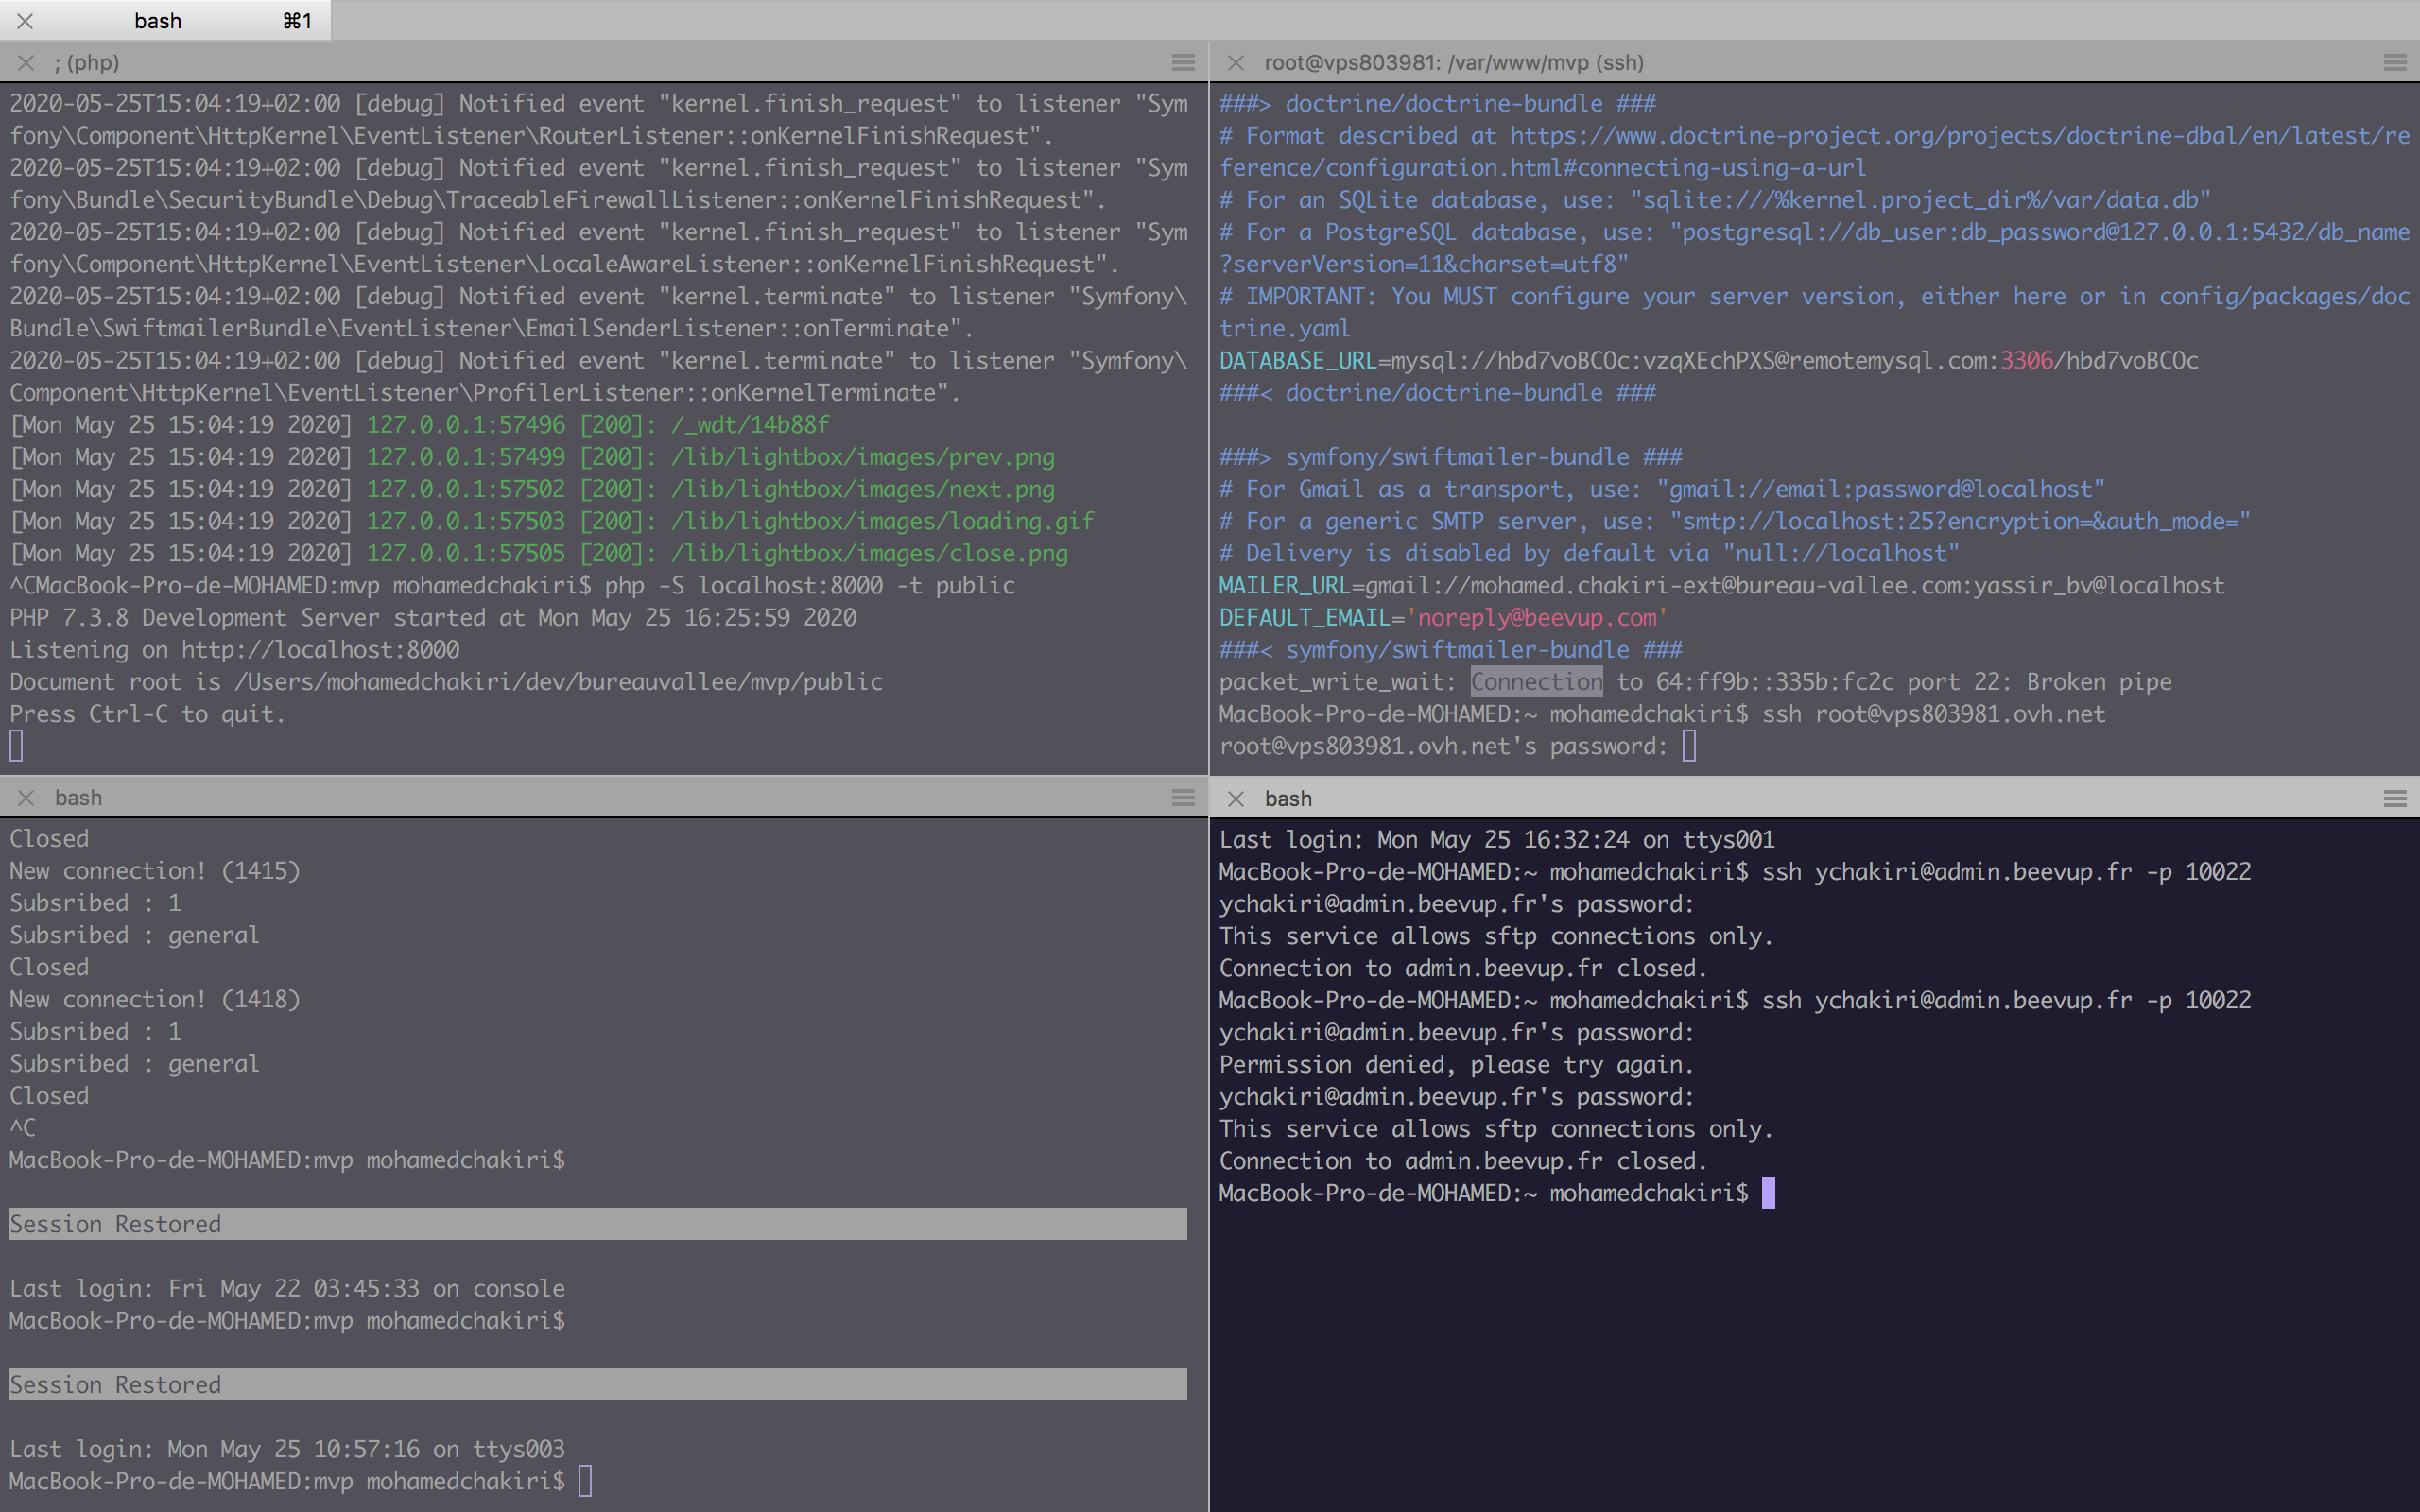 bash ⌘1
; (php)
2020-05-25T15:04:19+02:00 [debug] Notified event "kernel.finish_request" to listener "Sym
fony\Component\HttpKernel\EventListener\RouterListener::onKernelFinishRequest".
2020-05-25T15:04:19+02:00 [debug] Notified event "kernel.finish_request" to listener "Sym
fony\Bundle\SecurityBundle\Debug\TraceableFirewallListener::onKernelFinishRequest".
2020-05-25T15:04:19+02:00 [debug] Notified event "kernel.finish_request" to listener "Sym
fony\Component\HttpKernel\EventListener\LocaleAwareListener::onKernelFinishRequest".
2020-05-25T15:04:19+02:00 [debug] Notified event "kernel.terminate" to listener "Symfony\
Bundle\SwiftmailerBundle\EventListener\EmailSenderListener::onTerminate".
2020-05-25T15:04:19+02:00 [debug] Notified event "kernel.terminate" to listener "Symfony\
Component\HttpKernel\EventListener\ProfilerListener::onKernelTerminate".
[Mon May 25 15:04:19 2020] 127.0.0.1:57496 [200]: /_wdt/14b88f
[Mon May 25 15:04:19 2020] 127.0.0.1:57499 [200]: /lib/lightbox/images/prev.png
[Mon May 25 15:04:19 2020] 127.0.0.1:57502 [200]: /lib/lightbox/images/next.png
[Mon May 25 15:04:19 2020] 127.0.0.1:57503 [200]: /lib/lightbox/images/loading.gif
[Mon May 25 15:04:19 2020] 127.0.0.1:57505 [200]: /lib/lightbox/images/close.png
^CMacBook-Pro-de-MOHAMED:mvp mohamedchakiri$ php -S localhost:8000 -t public
PHP 7.3.8 Development Server started at Mon May 25 16:25:59 2020
Listening on http://localhost:8000
Document root is /Users/mohamedchakiri/dev/bureauvallee/mvp/public
Press Ctrl-C to quit.
root@vps803981: /var/www/mvp (ssh)
###> doctrine/doctrine-bundle ###
# Format described at https://www.doctrine-project.org/projects/doctrine-dbal/en/latest/re
ference/configuration.html#connecting-using-a-url
# For an SQLite database, use: "sqlite:///%kernel.project_dir%/var/data.db"
# For a PostgreSQL database, use: "postgresql://db_user:db_password@127.0.0.1:5432/db_name
?serverVersion=11&charset=utf8"
# IMPORTANT: You MUST configure your server version, either here or in config/packages/doc
trine.yaml
DATABASE_URL=mysql://hbd7voBCOc:vzqXEchPXS@remotemysql.com:3306/hbd7voBCOc
###< doctrine/doctrine-bundle ###
###> symfony/swiftmailer-bundle ###
# For Gmail as a transport, use: "gmail://email:password@localhost"
# For a generic SMTP server, use: "smtp://localhost:25?encryption=&auth_mode="
# Delivery is disabled by default via "null://localhost"
MAILER_URL=gmail://mohamed.chakiri-ext@bureau-vallee.com:yassir_bv@localhost
DEFAULT_EMAIL='noreply@beevup.com'
###< symfony/swiftmailer-bundle ###
packet_write_wait: Connection to 64:ff9b::335b:fc2c port 22: Broken pipe
MacBook-Pro-de-MOHAMED:~ mohamedchakiri$ ssh root@vps803981.ovh.net
root@vps803981.ovh.net's password:
bash
Closed
New connection! (1415)
Subsribed : 1
Subsribed : general
Closed
New connection! (1418)
Subsribed : 1
Subsribed : general
Closed
^C
MacBook-Pro-de-MOHAMED:mvp mohamedchakiri$
Session Restored
Last login: Fri May 22 03:45:33 on console
MacBook-Pro-de-MOHAMED:mvp mohamedchakiri$
Session Restored
Last login: Mon May 25 10:57:16 on ttys003
MacBook-Pro-de-MOHAMED:mvp mohamedchakiri$
bash
Last login: Mon May 25 16:32:24 on ttys001
MacBook-Pro-de-MOHAMED:~ mohamedchakiri$ ssh ychakiri@admin.beevup.fr -p 10022
ychakiri@admin.beevup.fr's password:
This service allows sftp connections only.
Connection to admin.beevup.fr closed.
MacBook-Pro-de-MOHAMED:~ mohamedchakiri$ ssh ychakiri@admin.beevup.fr -p 10022
ychakiri@admin.beevup.fr's password:
Permission denied, please try again.
ychakiri@admin.beevup.fr's password:
This service allows sftp connections only.
Connection to admin.beevup.fr closed.
MacBook-Pro-de-MOHAMED:~ mohamedchakiri$